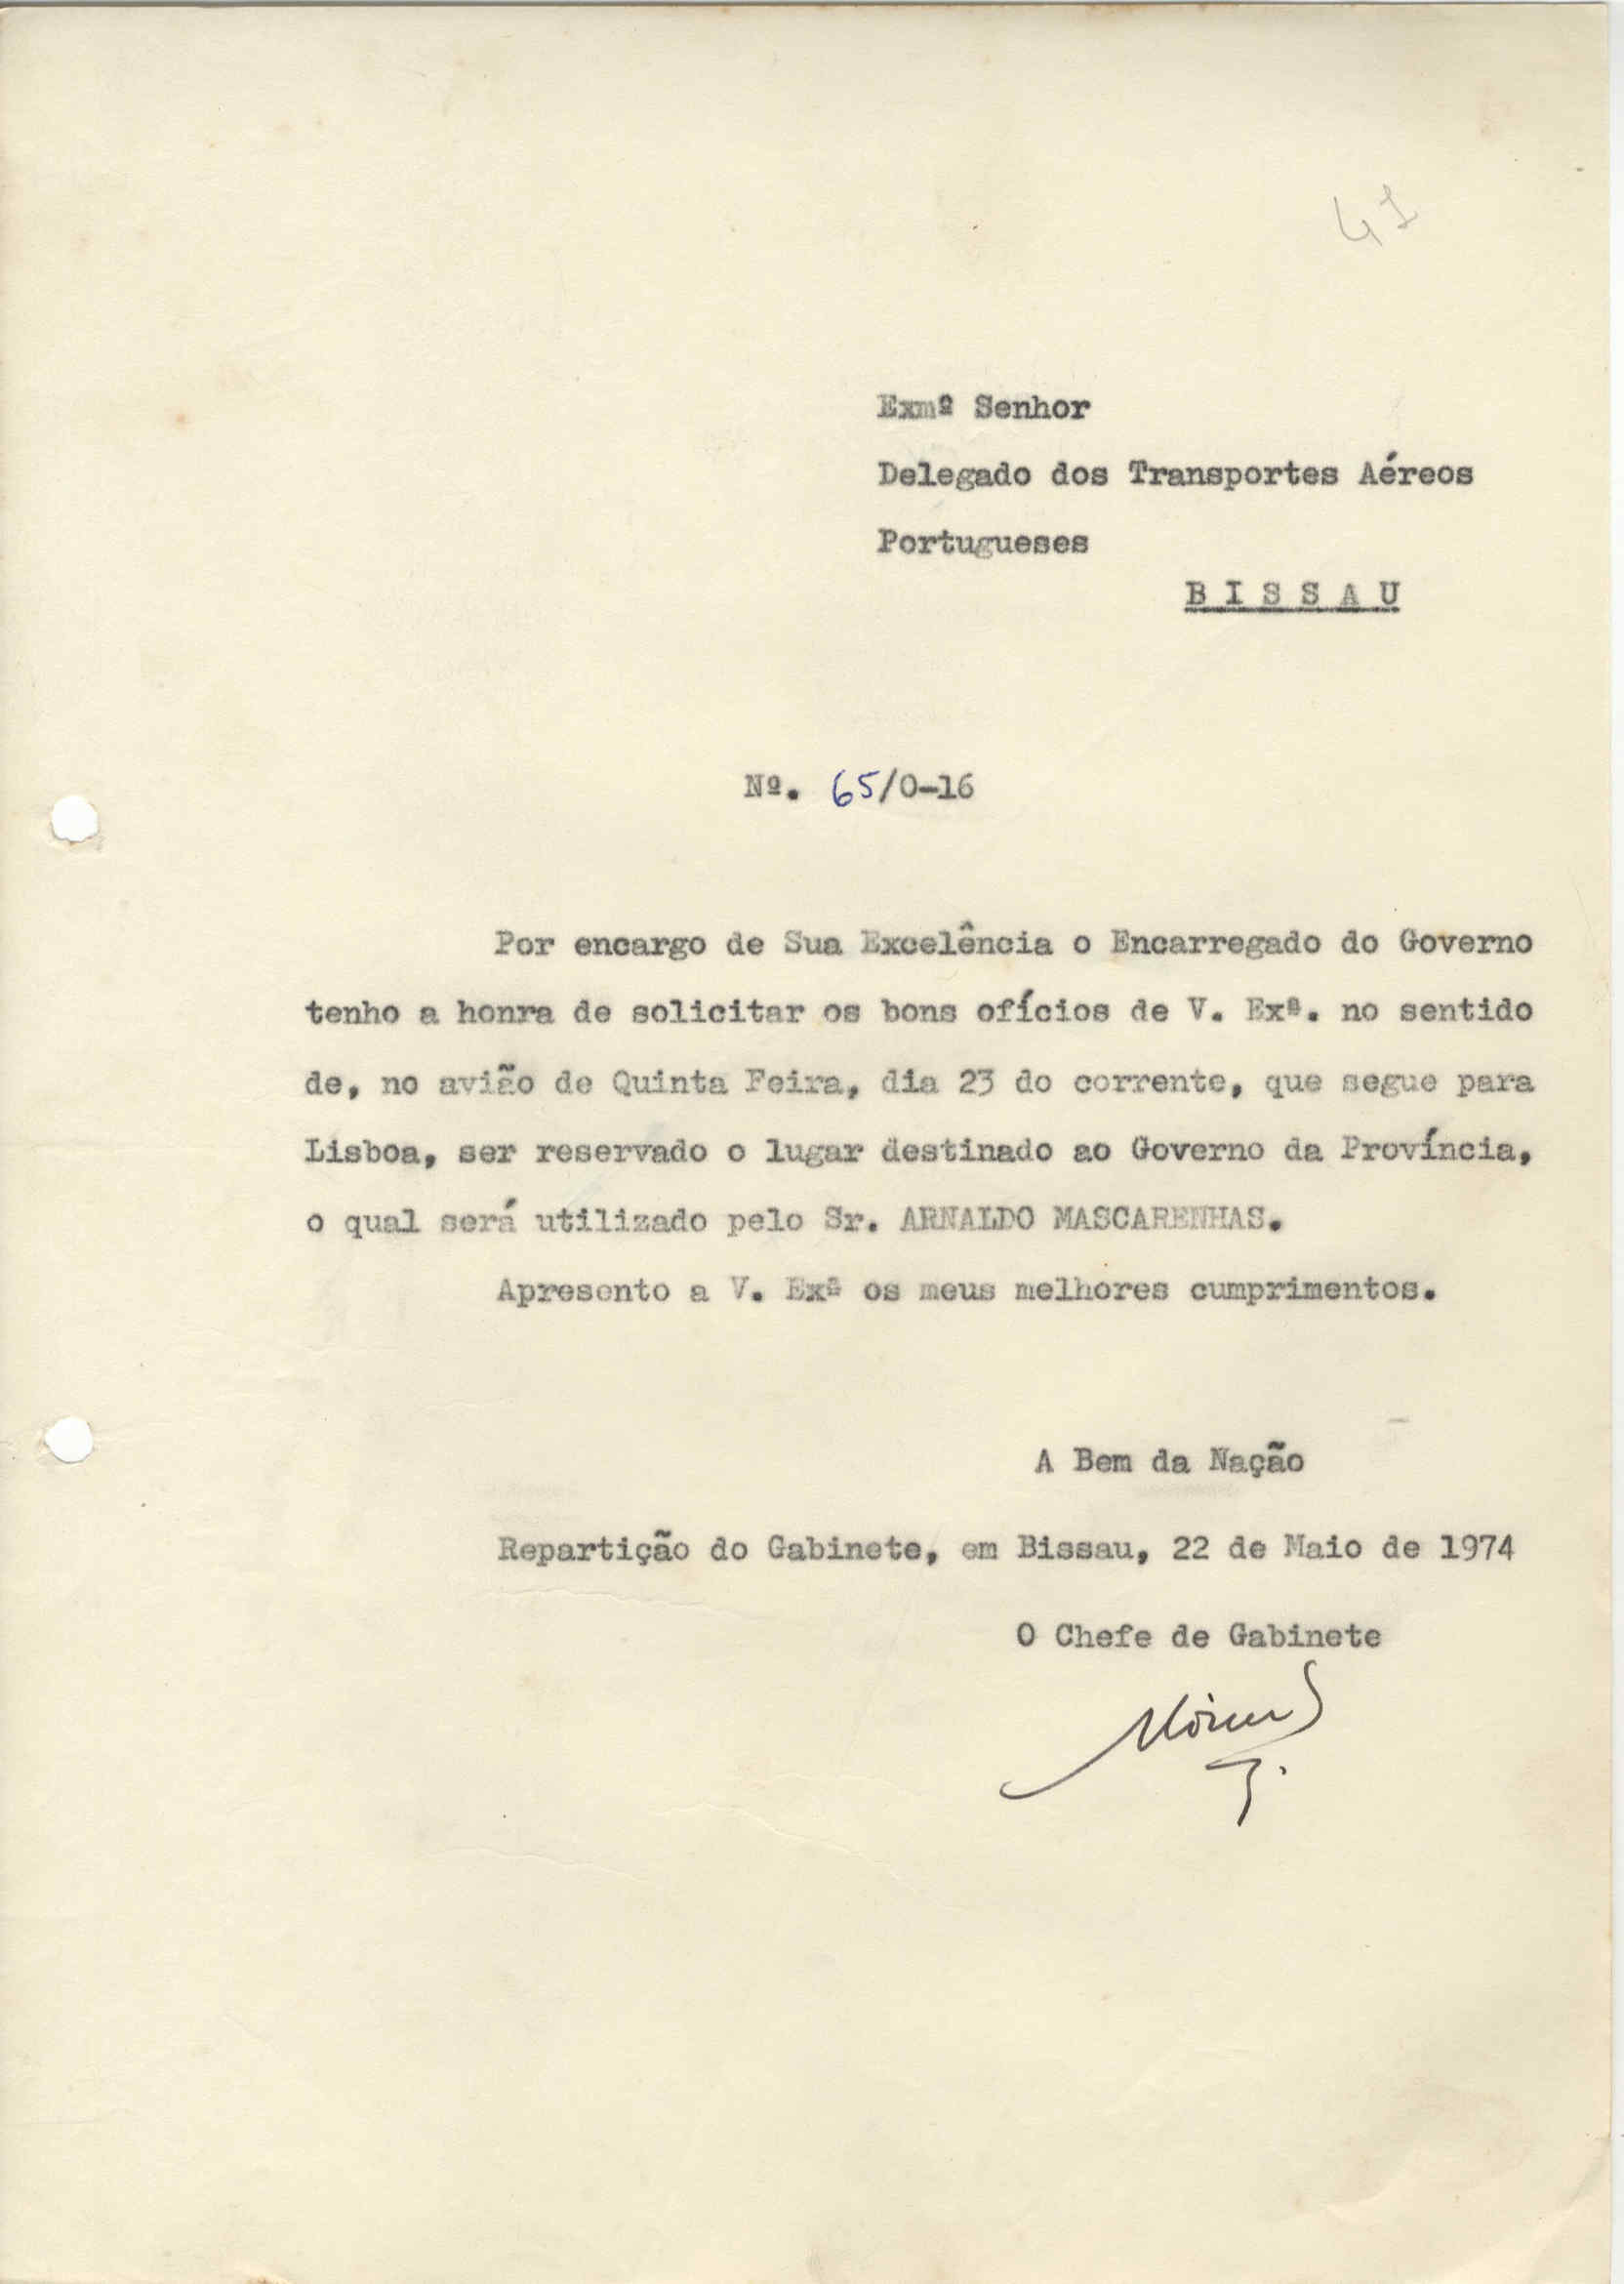 41
Exmº Senhor
Delegado dos Transportes Aéreos
Portugueses
B I S S A U
Nº. 65/0-16
Por encargo de Sua Excelência o Encarregado do Governo
tenho a honra de solicitar os bons ofícios de V. Exª. no sentido
de, no avião de Quinta Feira, dia 23 do corrente, que segue para
Lisboa, ser reservado o lugar destinado ao Governo da Província,
o qual será utilizado pelo Sr. ARNALDO MASCARENHAS.
Apresento a V. Exª os meus melhores cumprimentos.
A Bem da Nação
Repartição do Gabinete, em Bissau, 22 de Maio de 1974
O Chefe de Gabinete